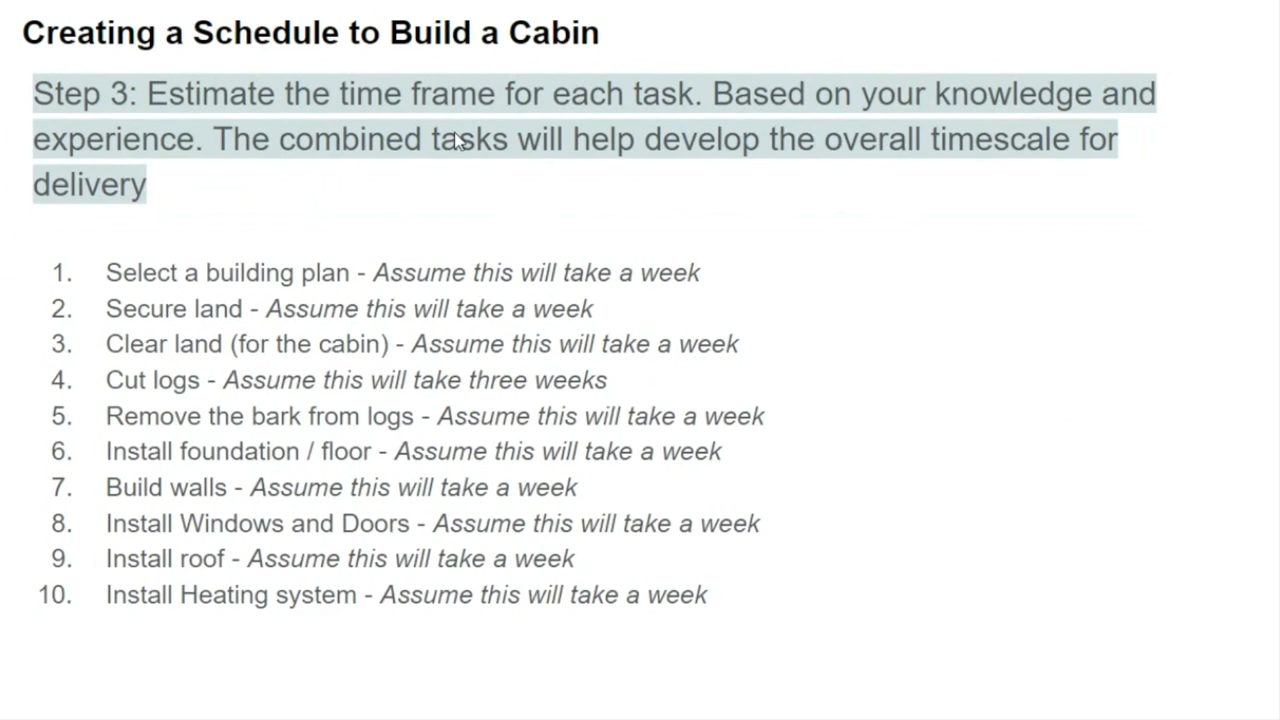 Creating a Schedule to Build a Cabin
Step 3: Estimate the time frame for each task. Based on your knowledge and
experience. The combined tasks will help develop the overall timescale for
delivery
1. Select a building plan - Assume this will take a week
2. Secure land - Assume this will take a week
3. Clear land (for the cabin) - Assume this will take a week
4. Cut logs - Assume this will take three weeks
5. Remove the bark from logs - Assume this will take a week
6. Install foundation / floor - Assume this will take a week
7. Build walls - Assume this will take a week
8. Install Windows and Doors - Assume this will take a week
9. Install roof - Assume this will take a week
10. Install Heating system - Assume this will take a week